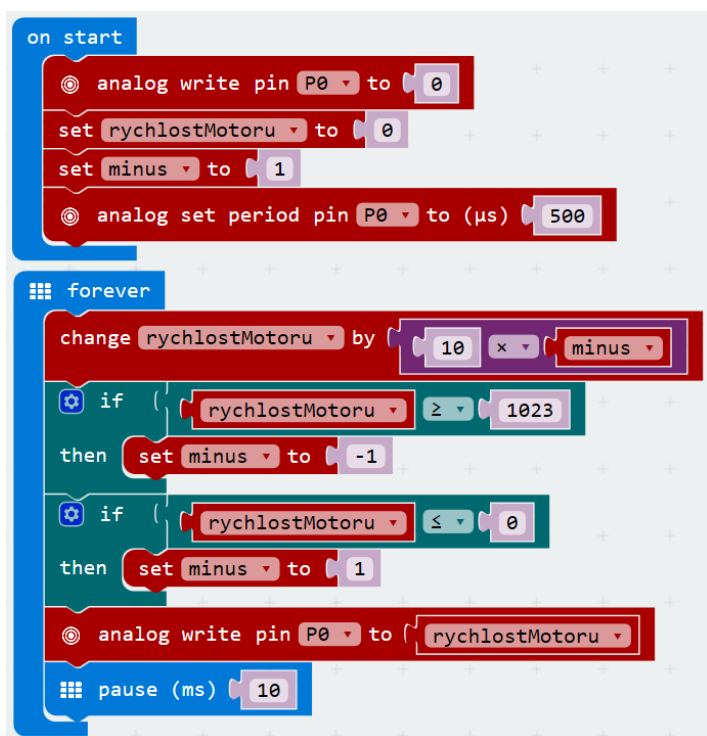 on start
analog write pin P0 to 0
set rychlostMotoru to 0
set minus to 1
analog set period pin P0 to (µs) 500
forever
change rychlostMotoru by 10 × minus
if rychlostMotoru ≥ 1023
then set minus to -1
if rychlostMotoru ≤ 0
then set minus to 1
analog write pin P0 to rychlostMotoru
pause (ms) 10